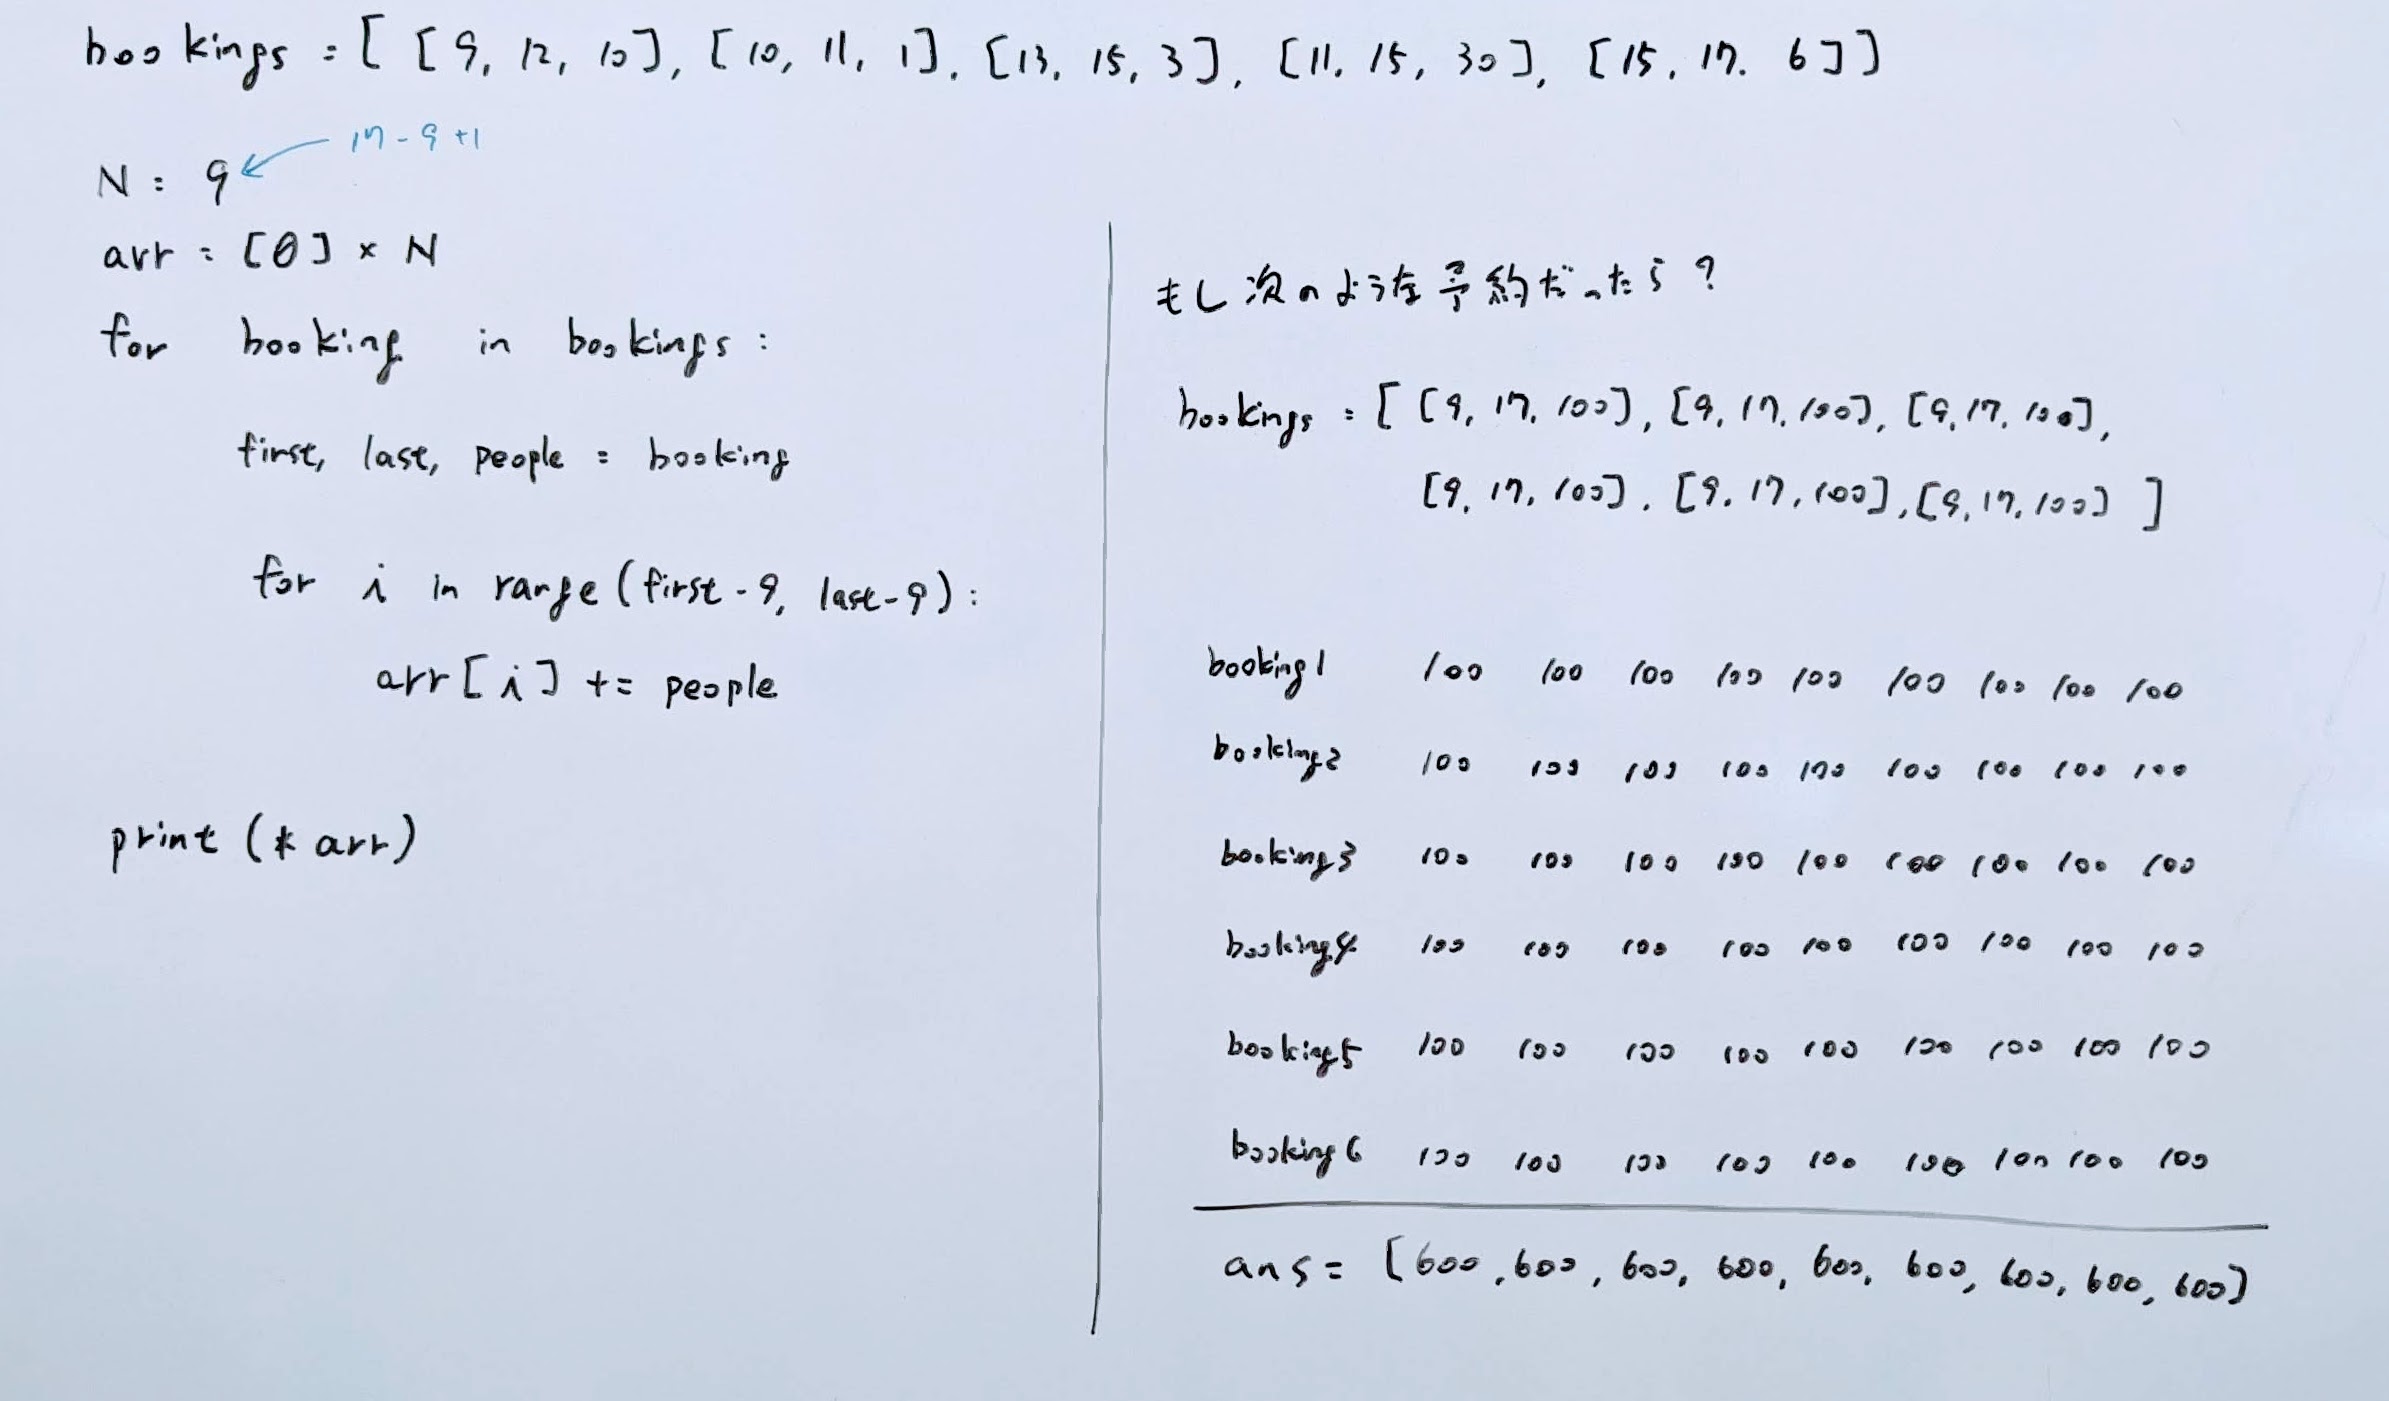 bookings = [ [9, 12, 10], [10, 11, 1], [13, 15, 3], [11, 15, 30], [15, 17, 6] ]
17 - 9 + 1
N = 9
arr = [0] × N
for booking in bookings :
first, last, people = booking
for i in range (first - 9, last - 9) :
arr [ i ] += people
print (* arr)
もし次のような予約だったら?
bookings = [ [9, 17, 100], [9, 17, 100], [9, 17, 100],
[9, 17, 100], [9, 17, 100], [9, 17, 100] ]
booking1 100 100 100 100 100 100 100 100 100
booking2 100 100 100 100 100 100 100 100 100
booking3 100 100 100 100 100 100 100 100 100
booking4 100 100 100 100 100 100 100 100 100
booking5 100 100 100 100 100 100 100 100 100
booking6 100 100 100 100 100 100 100 100 100
ans = [600, 600, 600, 600, 600, 600, 600, 600, 600]